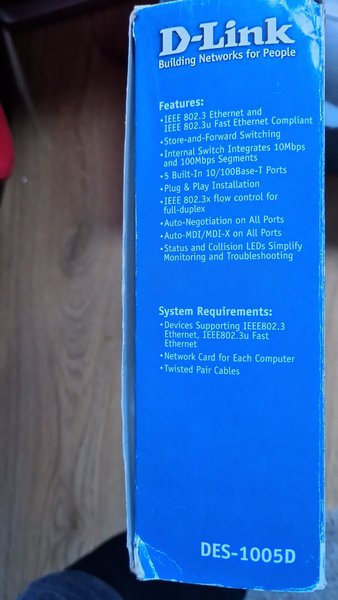 D-Link
Building Networks for People
Features:
•IEEE 802.3 Ethernet and
IEEE 802.3u Fast Ethernet Compliant
•Store-and-Forward Switching
•Internal Switch Integrates 10Mbps
and 100Mbps Segments
•5 Built-In 10/100Base-T Ports
•Plug & Play Installation
•IEEE 802.3x flow control for
full-duplex
•Auto-Negotiation on All Ports
•Auto-MDI/MDI-X on All Ports
•Status and Collision LEDs Simplify
Monitoring and Troubleshooting
System Requirements:
•Devices Supporting IEEE802.3
Ethernet, IEEE802.3u Fast
Ethernet
•Network Card for Each Computer
•Twisted Pair Cables
DES-1005D